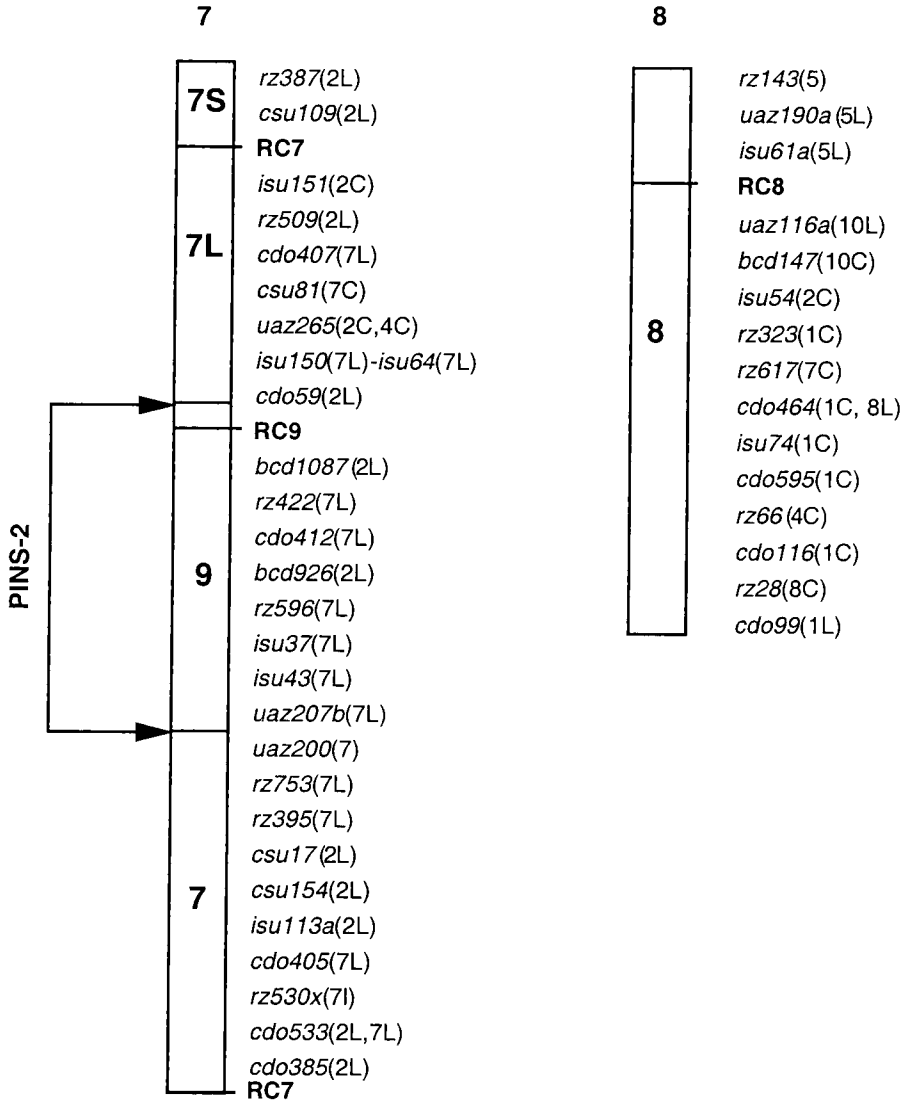 7
7S
rz387(2L)
csu109(2L)
RC7
7L
isu151(2C)
rz509(2L)
cdo407(7L)
csu81(7C)
uaz265(2C,4C)
isu150(7L)-isu64(7L)
cdo59(2L)
RC9
PINS-2
9
bcd1087(2L)
rz422(7L)
cdo412(7L)
bcd926(2L)
rz596(7L)
isu37(7L)
isu43(7L)
uaz207b(7L)
7
uaz200(7)
rz753(7L)
rz395(7L)
csu17(2L)
csu154(2L)
isu113a(2L)
cdo405(7L)
rz530x(7l)
cdo533(2L,7L)
cdo385(2L)
RC7
8
rz143(5)
uaz190a(5L)
isu61a(5L)
RC8
8
uaz116a(10L)
bcd147(10C)
isu54(2C)
rz323(1C)
rz617(7C)
cdo464(1C, 8L)
isu74(1C)
cdo595(1C)
rz66(4C)
cdo116(1C)
rz28(8C)
cdo99(1L)